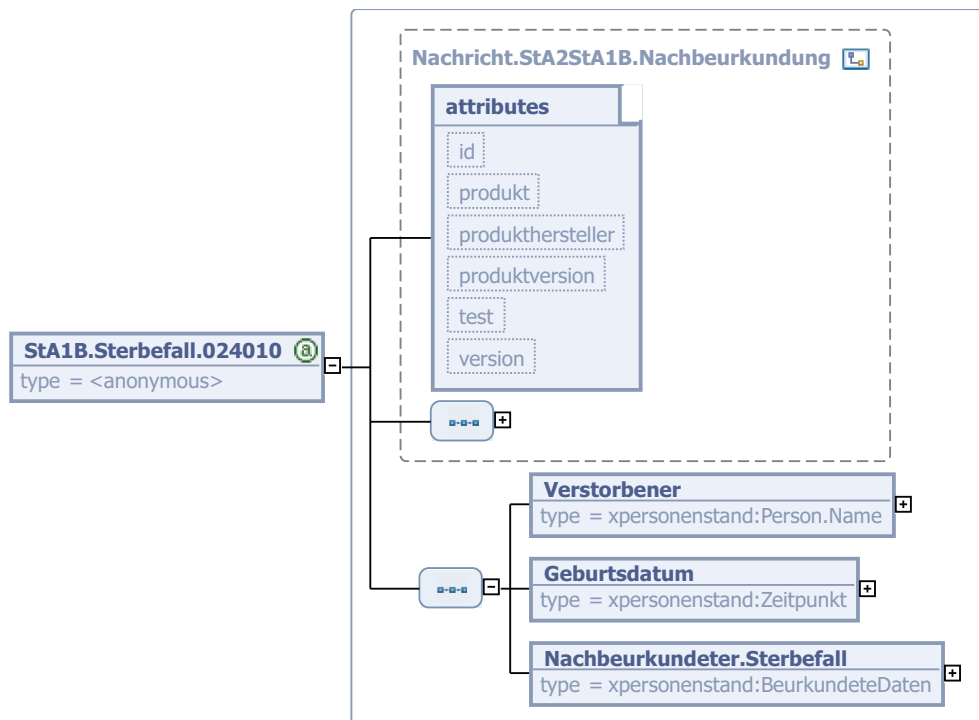 Nachricht.StA2StA1B.Nachbeurkundung
attributes
id
produkt
produkthersteller
produktversion
test
version
StA1B.Sterbefall.024010 @
type = <anonymous>
Verstorbener
type = xpersonenstand:Person.Name
Geburtsdatum
type = xpersonenstand:Zeitpunkt
Nachbeurkundeter.Sterbefall
type = xpersonenstand:BeurkundeteDaten